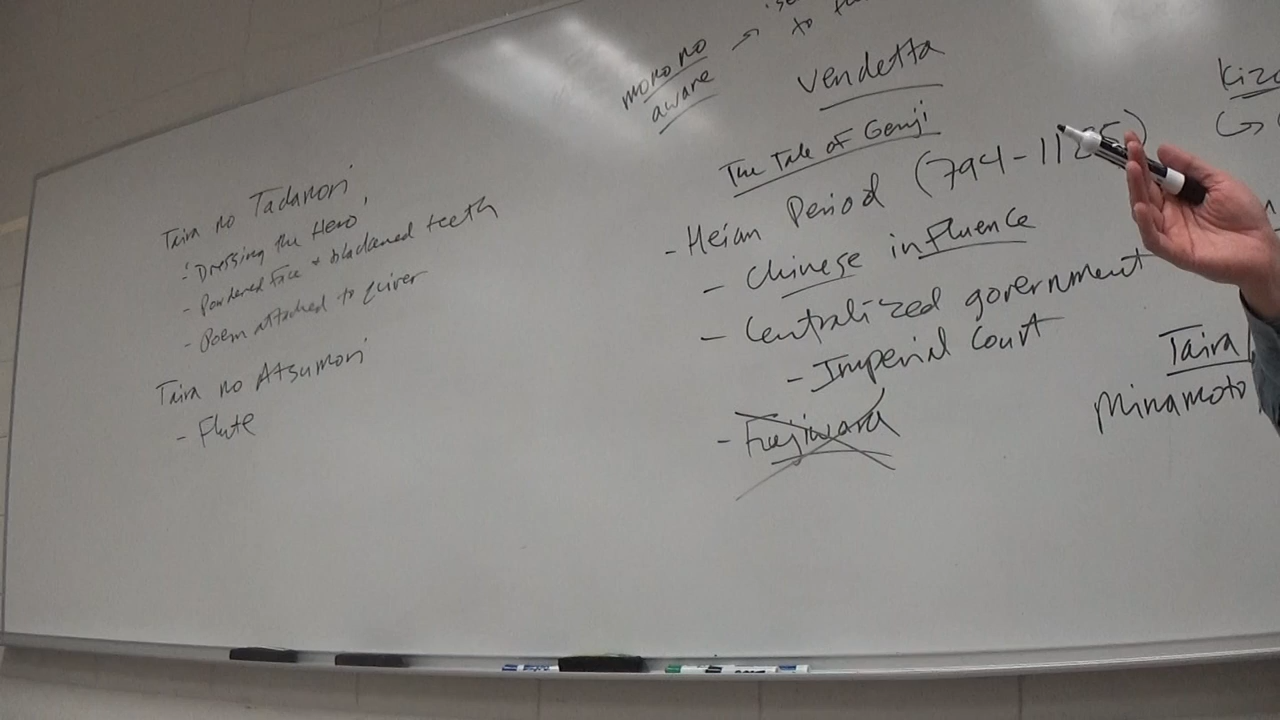 Taira no Tadanori
- 'Dressing the Hero'
- Powdered face + blackened teeth
- Poem attached to quiver
Taira no Atsumori
- Flute
mono no
aware →
to
vendetta
The Tale of Genji
- Heian Period (794-1185)
- Chinese influence
- Centralized government
- Imperial Court
- Fujiwara
Taira
Minamoto